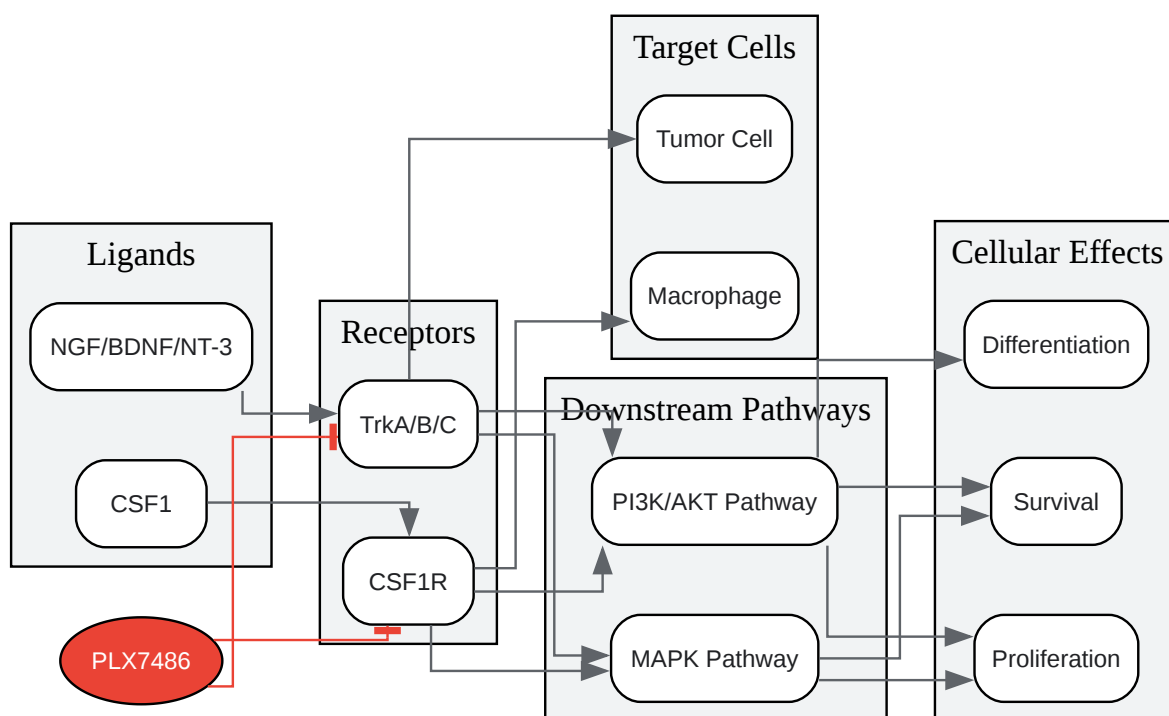 Target Cells
Tumor Cell
Macrophage
Ligands
NGF/BDNF/NT-3
CSF1
Receptors
TrkA/B/C
CSF1R
PLX7486
Downstream Pathways
PI3K/AKT Pathway
MAPK Pathway
Cellular Effects
Differentiation
Survival
Proliferation